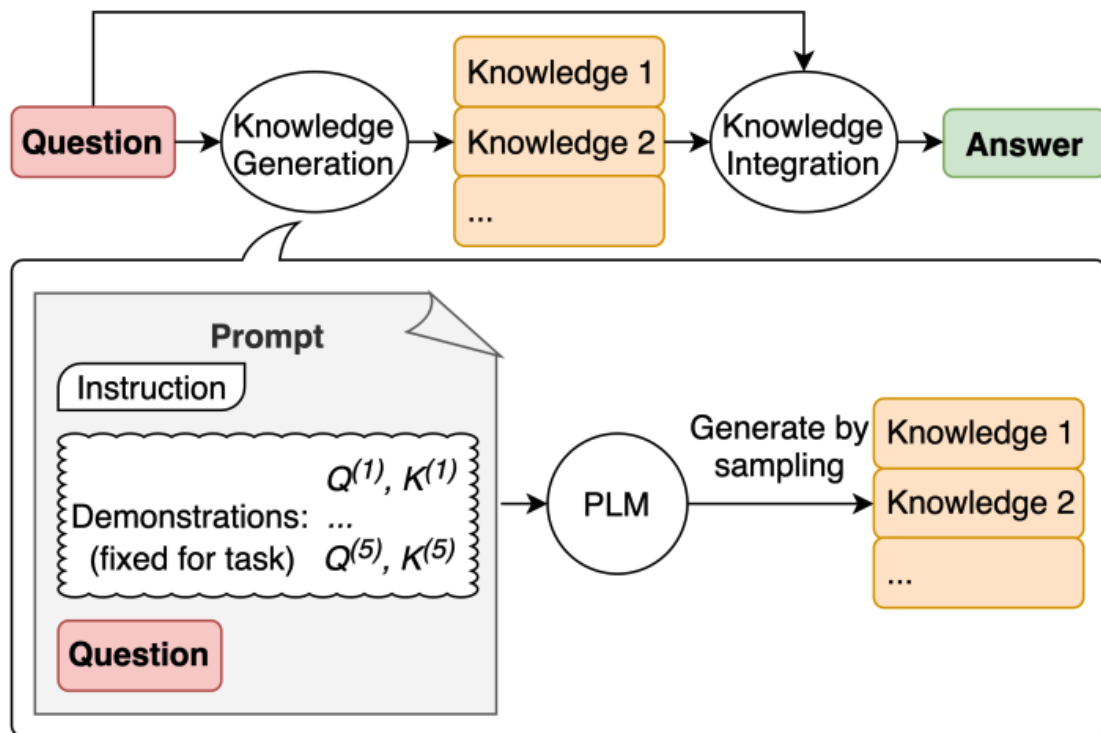 Question
Knowledge
Generation
Knowledge 1
Knowledge 2
...
Knowledge
Integration
Answer
Prompt
Instruction
Q(1), K(1)
Demonstrations: ...
(fixed for task) Q(5), K(5)
Question
PLM
Generate by
sampling
Knowledge 1
Knowledge 2
...